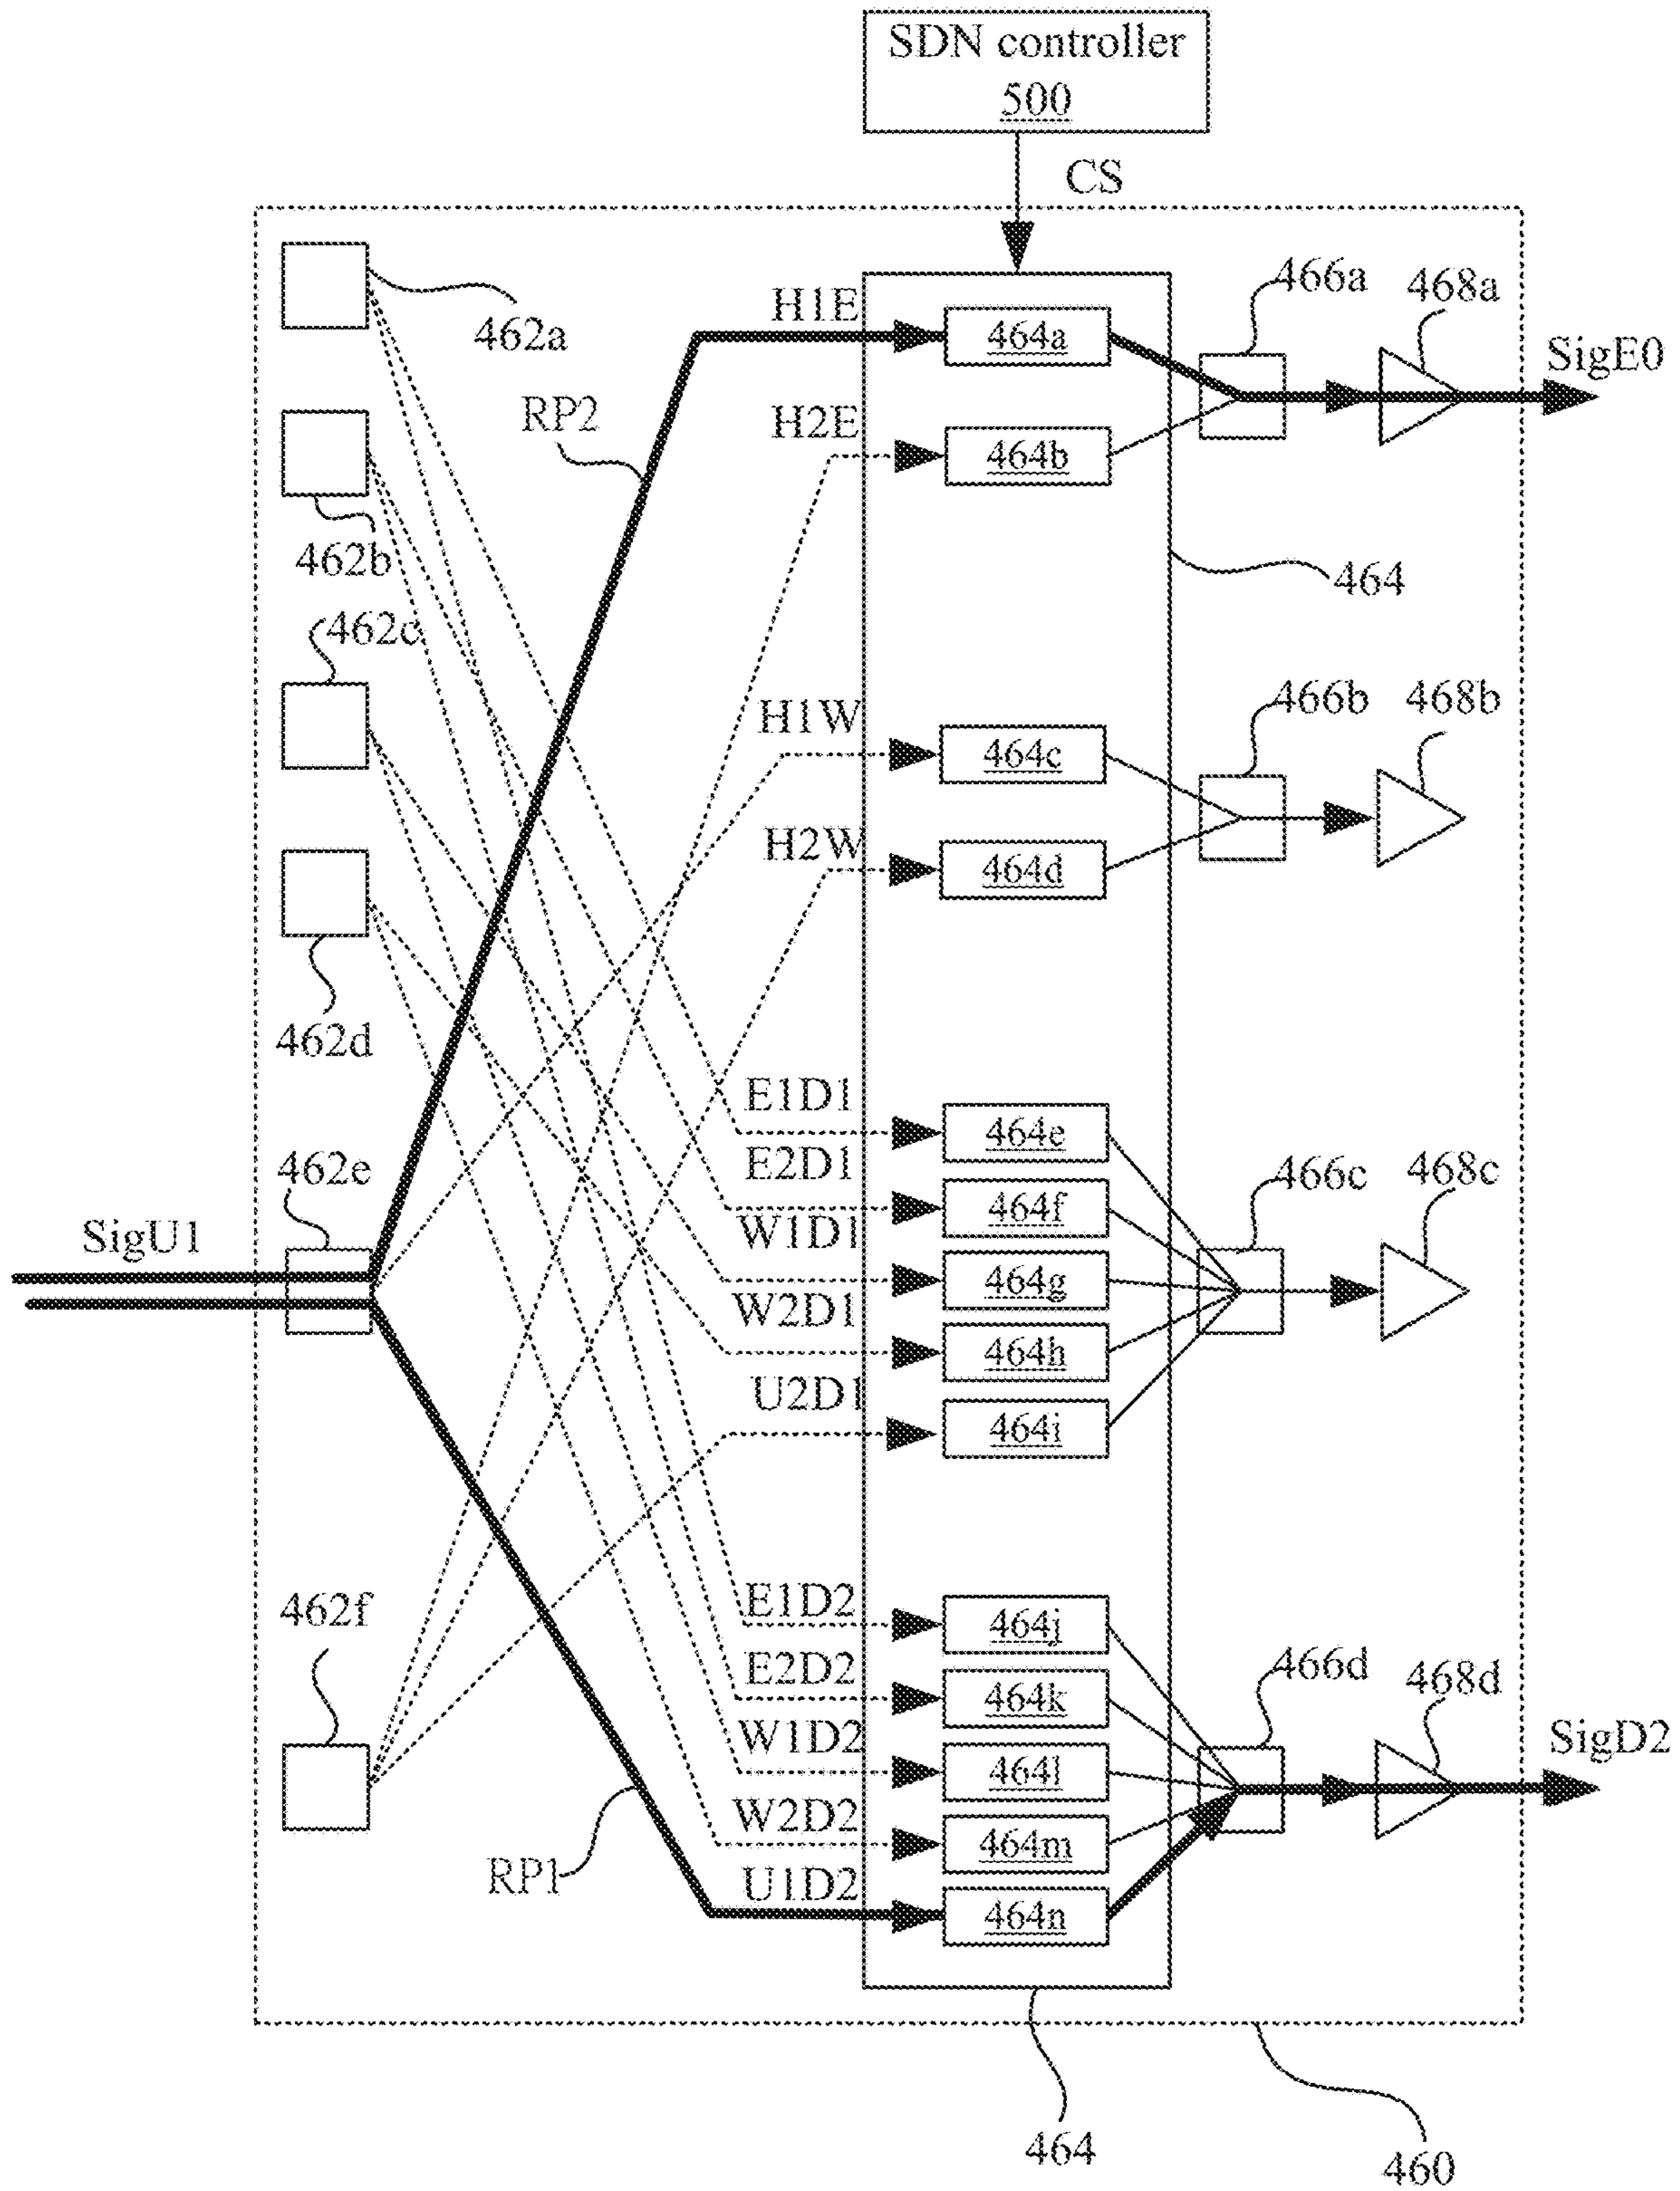 SDN controller
500
CS
466a
468a
H1E
464a
SigE0
462a
RP2
H2E
464b
462b
464
462c
H1W
464c
466b
468b
H2W
464d
462d
E1D1
464e
462e
E2D1
464f
466c
468c
SigU1
W1D1
464g
W2D1
464h
U2D1
464i
462f
E1D2
464j
E2D2
464k
466d
468d
W1D2
464l
SigD2
W2D2
464m
RP1
U1D2
464n
464
460